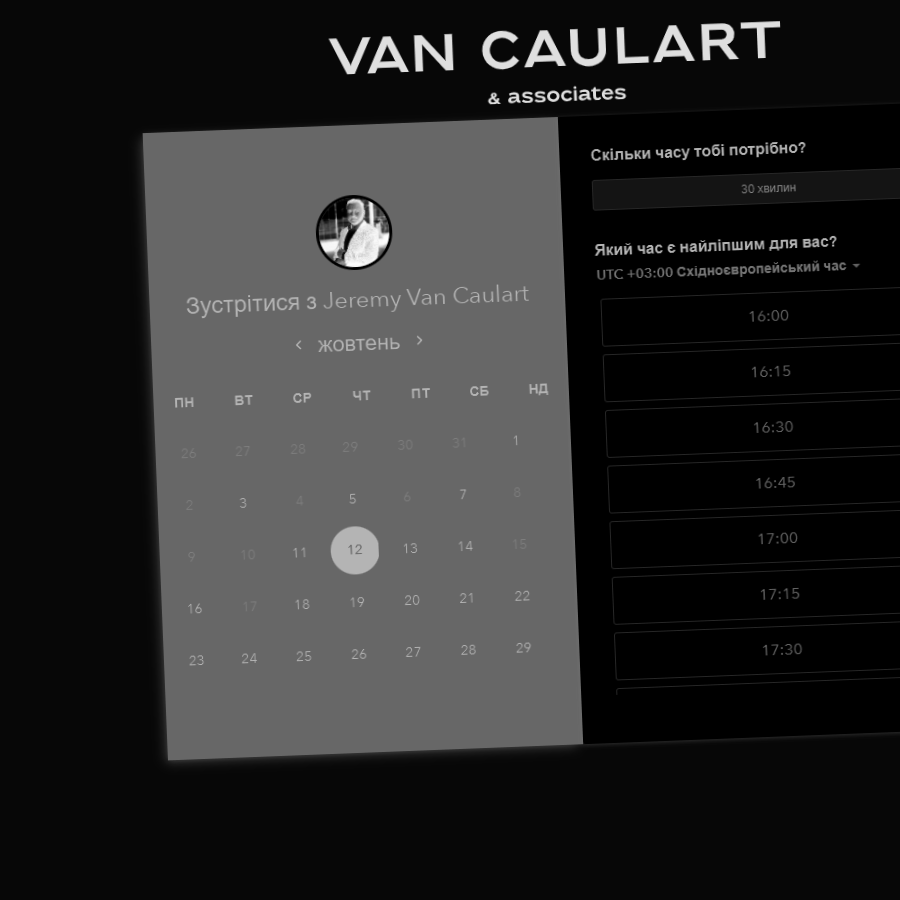 VAN CAULART
& associates
Зустрітися з Jeremy Van Caulart
жовтень
ПН ВТ СР ЧТ ПТ СБ НД
26 27 28 29 30 31 1
2 3 4 5 6 7 8
9 10 11 12 13 14 15
16 17 18 19 20 21 22
23 24 25 26 27 28 29
Скільки часу тобі потрібно?
30 хвилин
Який час є найліпшим для вас?
UTC +03:00 Східноєвропейський час
16:00
16:15
16:30
16:45
17:00
17:15
17:30